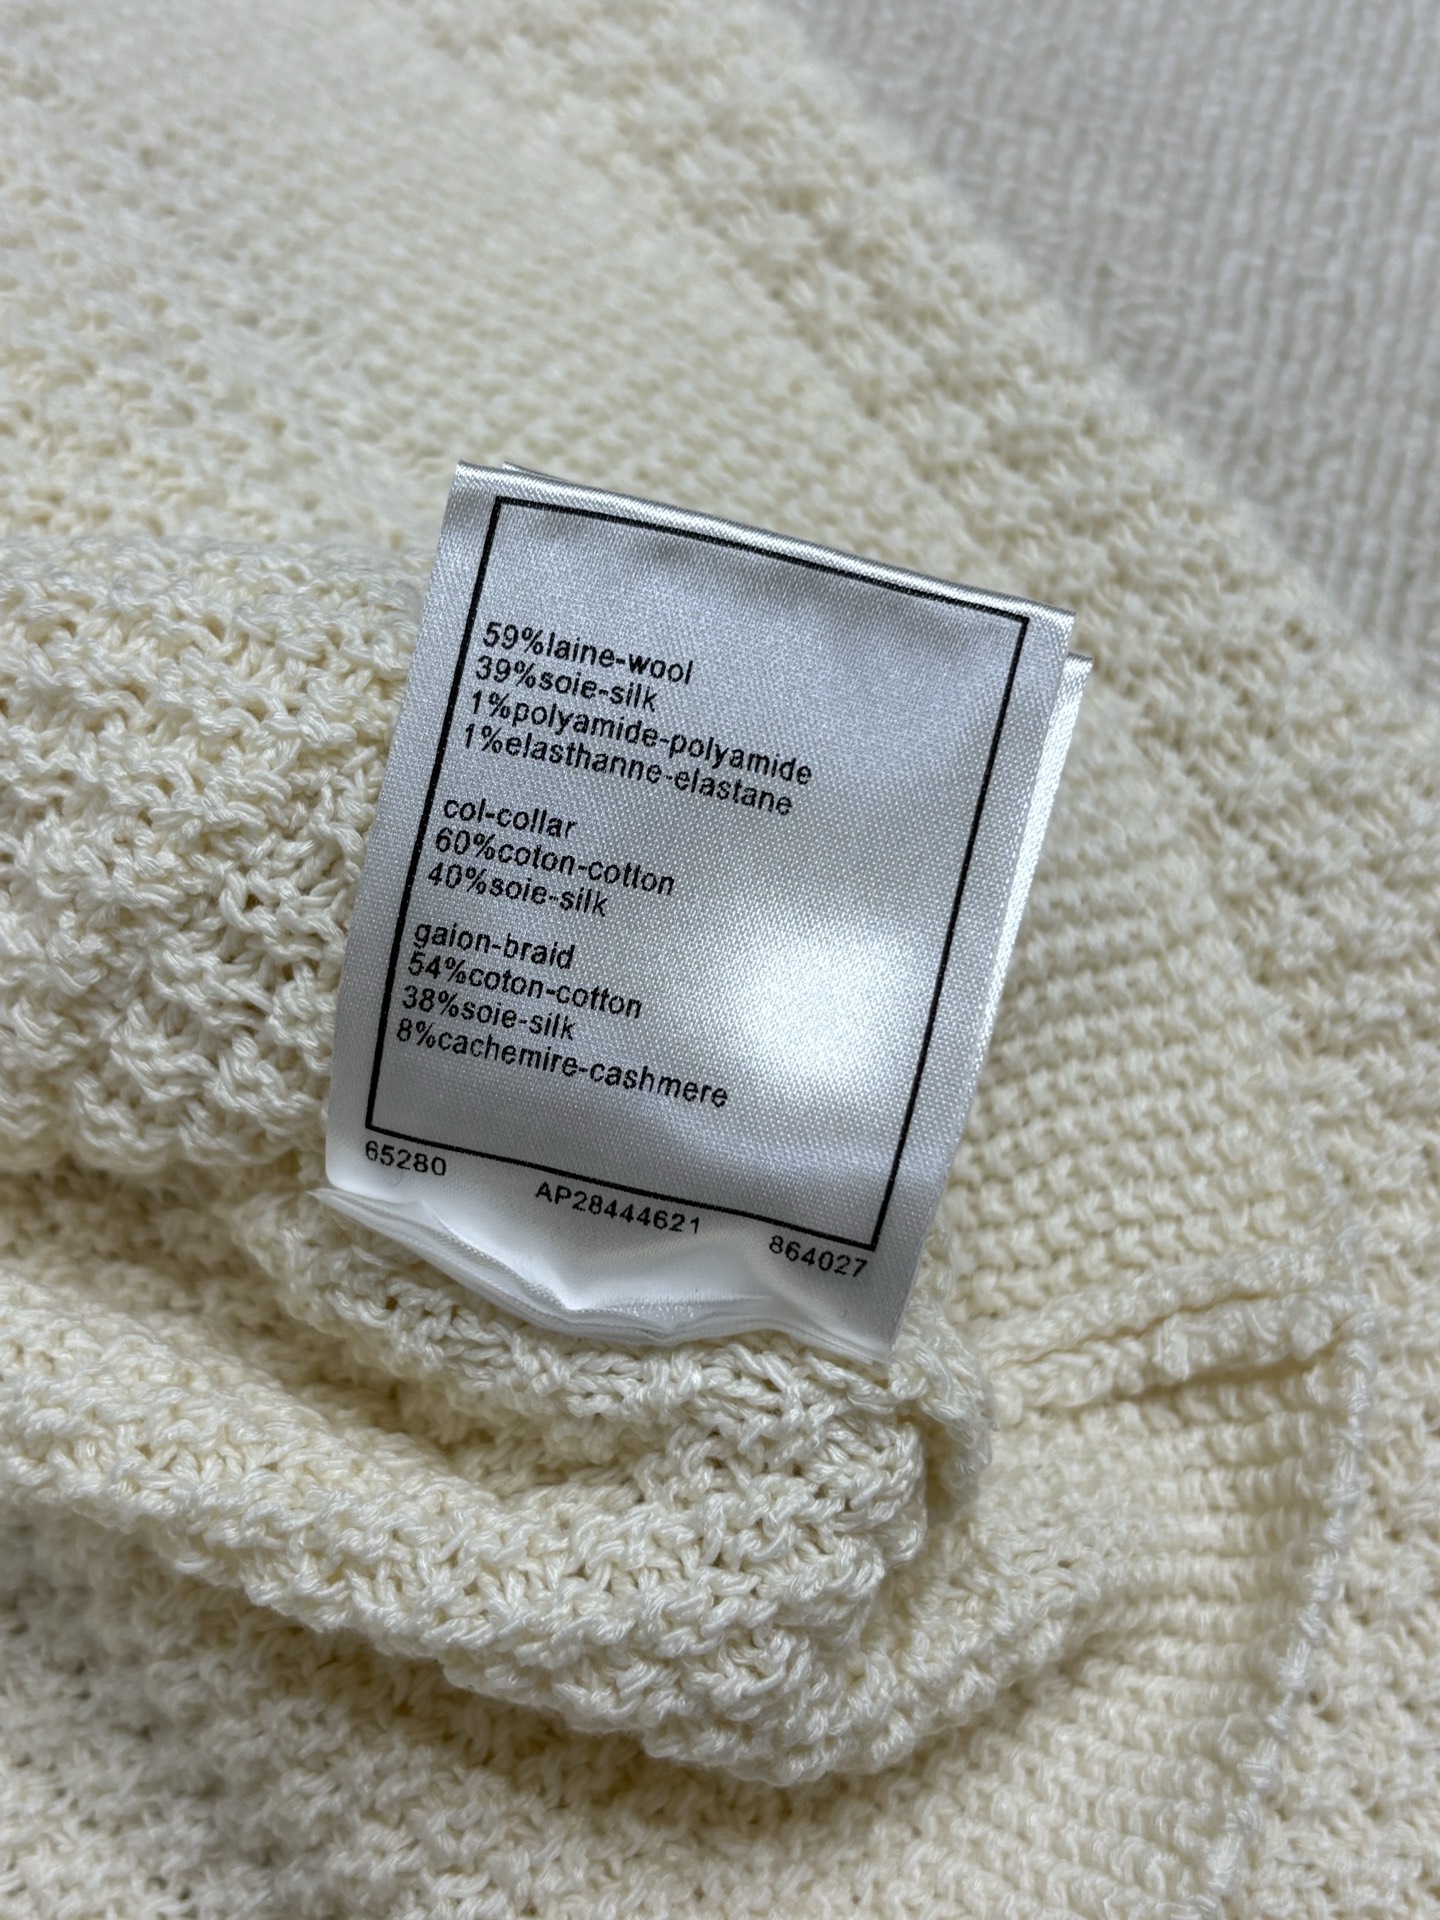 59%laine-wool
39%soie-silk
1%polyamide-polyamide
1%elasthanne-elastane
col-collar
60%coton-cotton
40%soie-silk
gaion-braid
54%coton-cotton
38%soie-silk
8%cachemire-cashmere
65280
AP28444621
864027